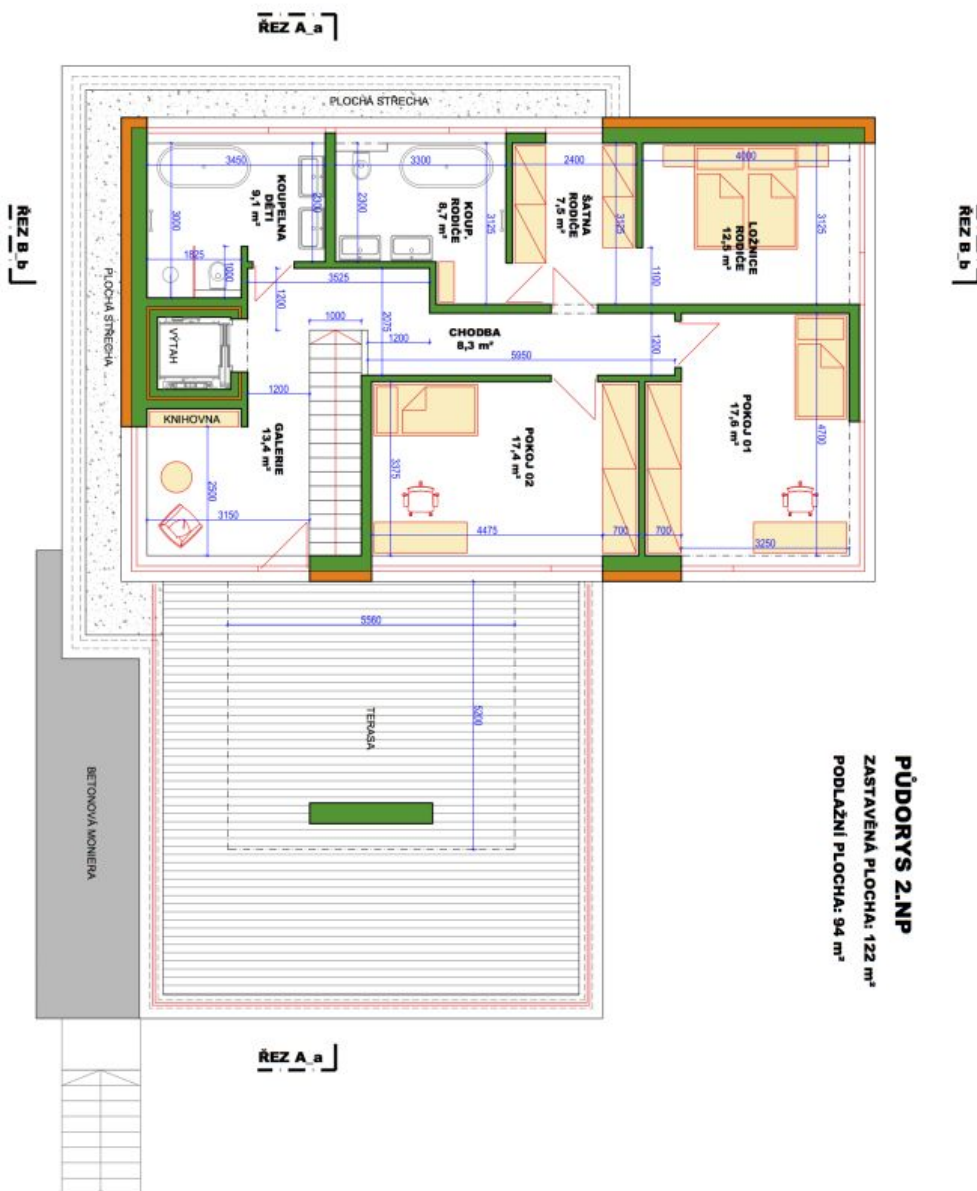 ŘEZ A_a
PLOCHÁ STŘECHA
ŘEZ B_b
ŘEZ B_b
3450
3300
2400
4000
KOUPELNA
DĚTI
9,1 m²
2300
2300
KOUP.
RODIČE
8,7 m²
3125
ŠATNA
RODIČE
7,5 m²
3125
LOŽNICE
RODIČE
12,5 m²
3125
3000
1825
1000
PLOCHÁ STŘECHA
3525
1200
1100
2075
1000
1200
CHODBA
8,3 m²
1200
5950
VÝTAH
1200
KNIHOVNA
GALERIE
13,4 m²
POKOJ 02
17,4 m²
POKOJ 01
17,6 m²
4700
3375
2500
3150
4475
700
700
3250
5560
TERASA
5200
BETONOVÁ MONIERA
PŮDORYS 2.NP
ZASTAVĚNÁ PLOCHA: 122 m²
PODLAŽNÍ PLOCHA: 94 m²
ŘEZ A_a